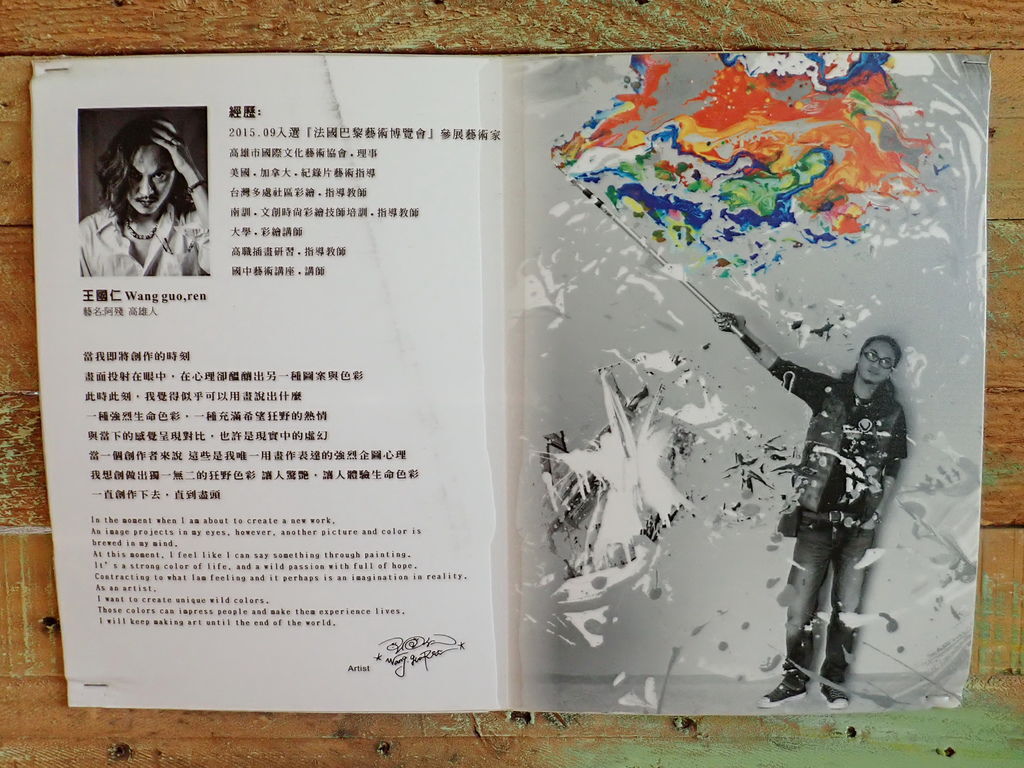 經歷:
2015.09入選『法國巴黎藝術博覽會』參展藝術家
高雄市國際文化藝術協會．理事
美國．加拿大．紀錄片藝術指導
台灣多處社區彩繪．指導教師
南訓．文創時尚彩繪技師培訓．指導教師
大學．彩繪講師
高職插畫研習．指導教師
國中藝術講座．講師
王國仁 Wang guo,ren
藝名:阿殘 高雄人
當我即將創作的時刻
畫面投射在眼中，在心理卻醞釀出另一種圖案與色彩
此時此刻，我覺得似乎可以用畫說出什麼
一種強烈生命色彩，一種充滿希望狂野的熱情
與當下的感覺呈現對比，也許是現實中的虛幻
當一個創作者來說 這些是我唯一用畫作表達的強烈企圖心理
我想創做出獨一無二的狂野色彩 讓人驚艷，讓人體驗生命色彩
一直創作下去，直到盡頭
In the moment when I am about to create a new work,
An image projects in my eyes, however, another picture and color is
brewed in my mind.
At this moment, I feel like I can say something through painting.
It's a strong color of life, and a wild passion with full of hope.
Contracting to what Iam feeling and it perhaps is an imagination in reality.
As an artist,
I want to create unique wild colors.
Those colors can impress people and make them experience lives.
I will keep making art until the end of the world.
Artist
Wang.guoRen